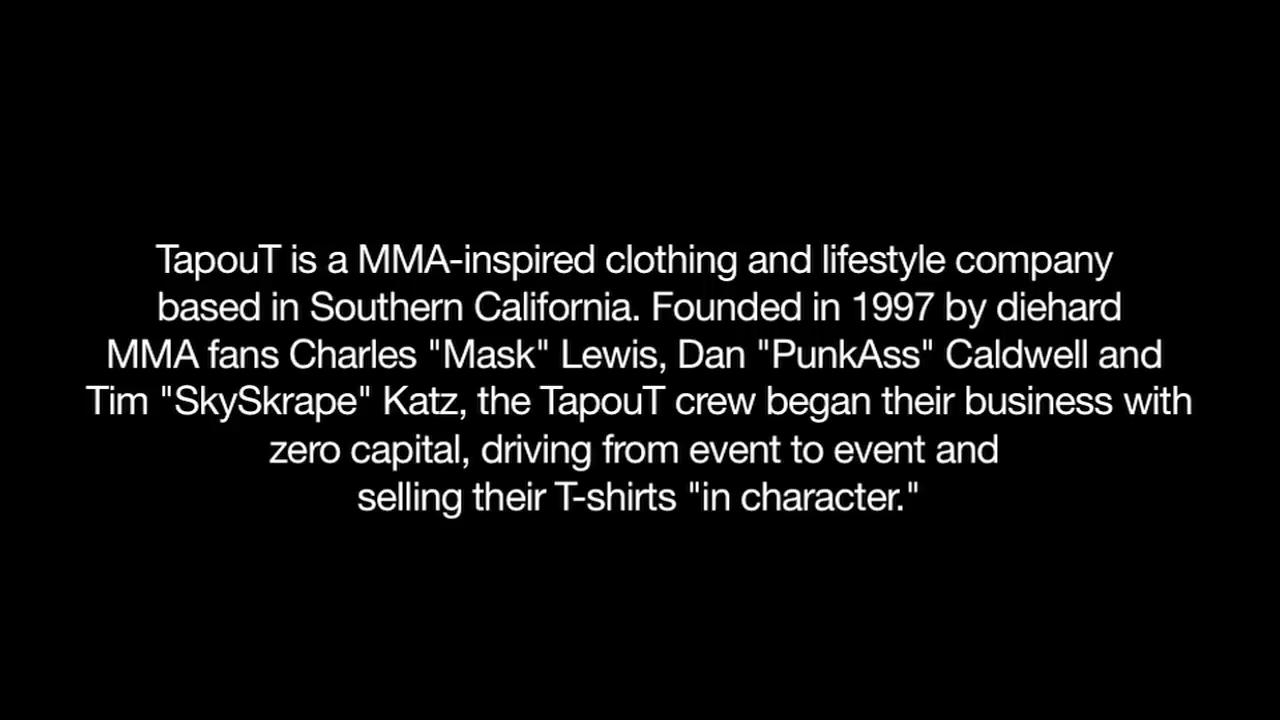 TapouT is a MMA-inspired clothing and lifestyle company
based in Southern California. Founded in 1997 by diehard
MMA fans Charles "Mask" Lewis, Dan "PunkAss" Caldwell and
Tim "SkySkrape" Katz, the TapouT crew began their business with
zero capital, driving from event to event and
selling their T-shirts "in character."